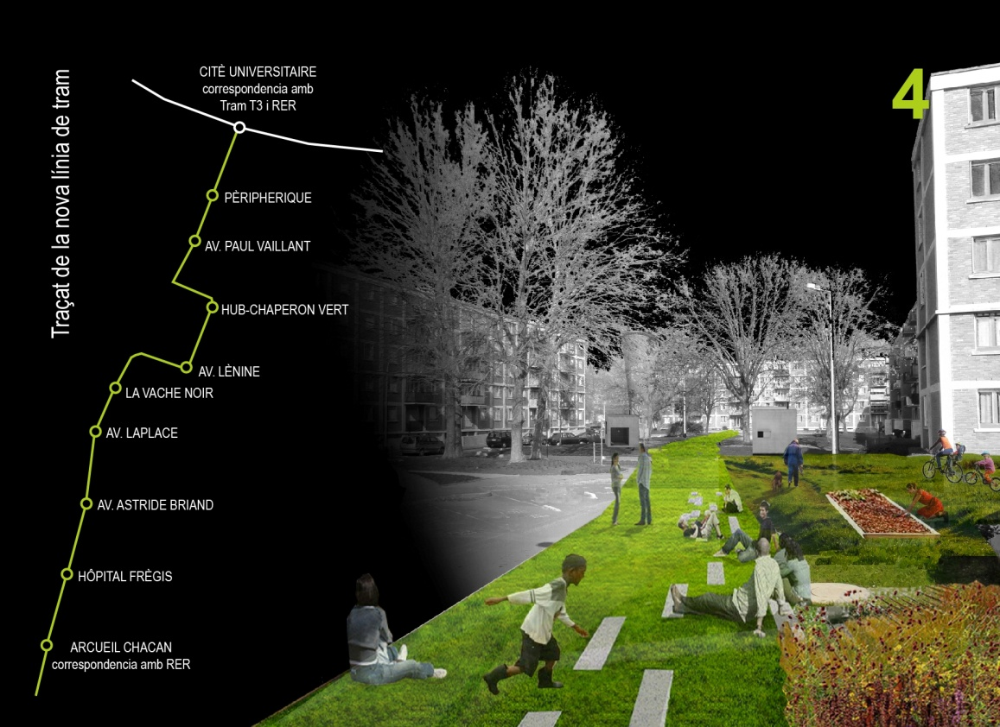 Traçat de la nova línia de tram
CITÈ UNIVERSITAIRE
correspondencia amb
Tram T3 i RER
4
PÈRIPHERIQUE
AV. PAUL VAILLANT
HUB-CHAPERON VERT
AV. LÈNINE
LA VACHE NOIR
AV. LAPLACE
AV. ASTRIDE BRIAND
HÔPITAL FRÈGIS
ARCUEIL CHACAN
correspondencia amb RER